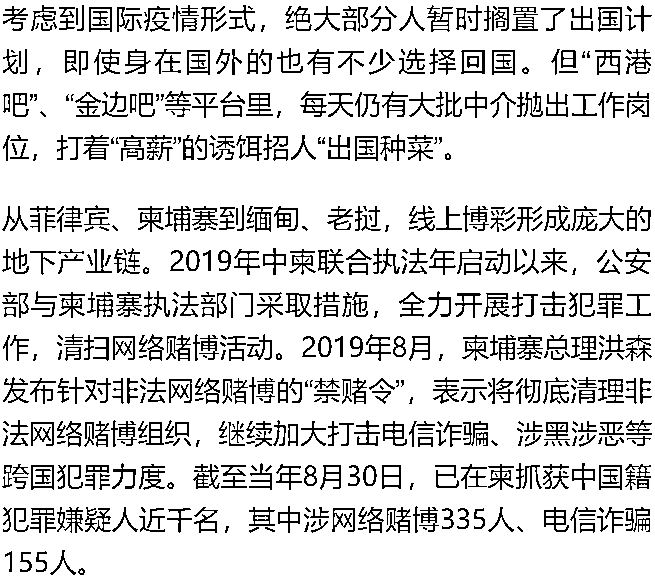 考虑到国际疫情形式，绝大部分人暂时搁置了出国计
划，即使身在国外的也有不少选择回国。但“西港
吧”、“金边吧”等平台里，每天仍有大批中介抛出工作岗
位，打着“高薪”的诱饵招人“出国种菜”。
从菲律宾、柬埔寨到缅甸、老挝，线上博彩形成庞大的
地下产业链。2019年中柬联合执法年启动以来，公安
部与柬埔寨执法部门采取措施，全力开展打击犯罪工
作，清扫网络赌博活动。2019年8月，柬埔寨总理洪森
发布针对非法网络赌博的“禁赌令”，表示将彻底清理非
法网络赌博组织，继续加大打击电信诈骗、涉黑涉恶等
跨国犯罪力度。截至当年8月30日，已在柬抓获中国籍
犯罪嫌疑人近千名，其中涉网络赌博335人、电信诈骗
155人。